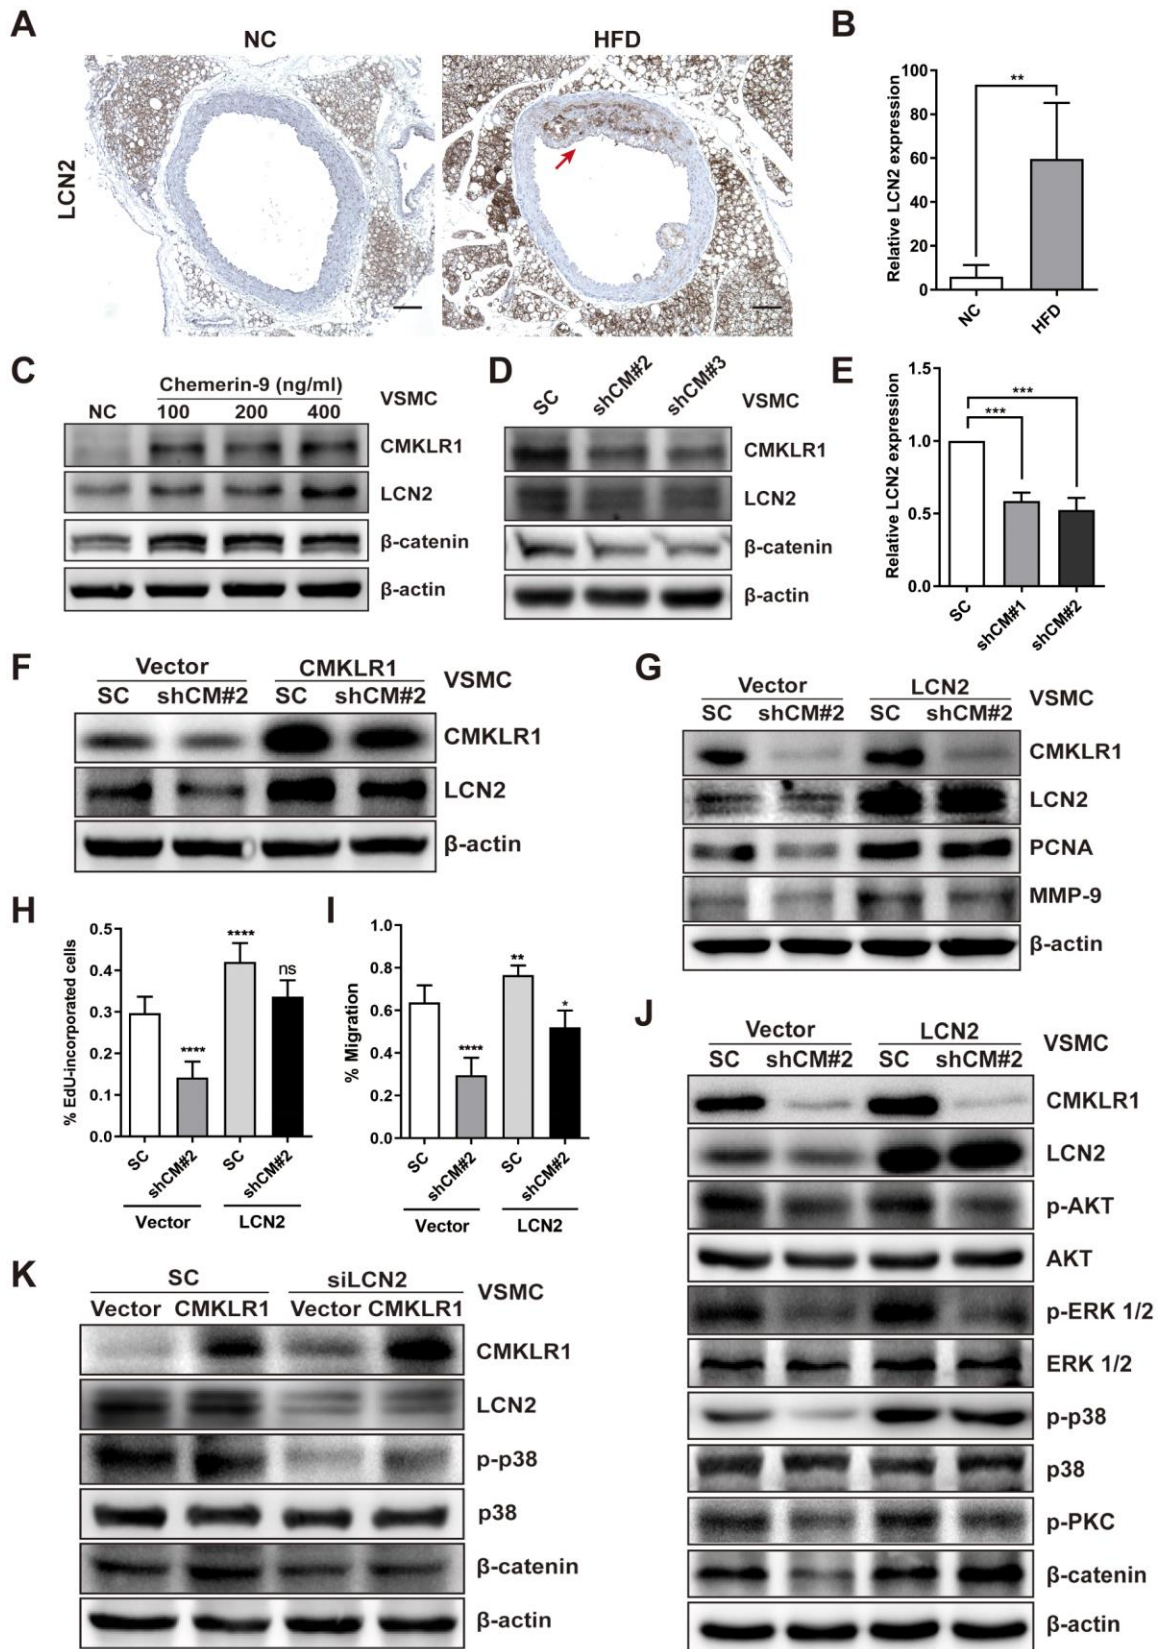 A
NC
HFD
LCN2
B
Relative LCN2 expression
100
80
60
40
20
0
**
NC
HFD
C
Chemerin-9 (ng/ml)
NC 100 200 400
VSMC
CMKLR1
LCN2
β-catenin
β-actin
D
SC shCM#2 shCM#3
VSMC
CMKLR1
LCN2
β-catenin
β-actin
E
Relative LCN2 expression
1.5
1.0
0.5
0.0
***
***
SC
shCM#1
shCM#2
F
Vector CMKLR1
SC shCM#2 SC shCM#2
VSMC
CMKLR1
LCN2
β-actin
G
Vector LCN2
SC shCM#2 SC shCM#2
VSMC
CMKLR1
LCN2
PCNA
MMP-9
β-actin
H
% EdU-incorporated cells
0.5
0.4
0.3
0.2
0.1
0.0
****
****
ns
SC
shCM#2
SC
shCM#2
Vector LCN2
I
% Migration
1.0
0.8
0.6
0.4
0.2
0.0
****
**
*
SC
shCM#2
SC
shCM#2
Vector LCN2
J
Vector LCN2
SC shCM#2 SC shCM#2
VSMC
CMKLR1
LCN2
p-AKT
AKT
p-ERK 1/2
ERK 1/2
p-p38
p38
p-PKC
β-catenin
β-actin
K
SC siLCN2
Vector CMKLR1 Vector CMKLR1
VSMC
CMKLR1
LCN2
p-p38
p38
β-catenin
β-actin